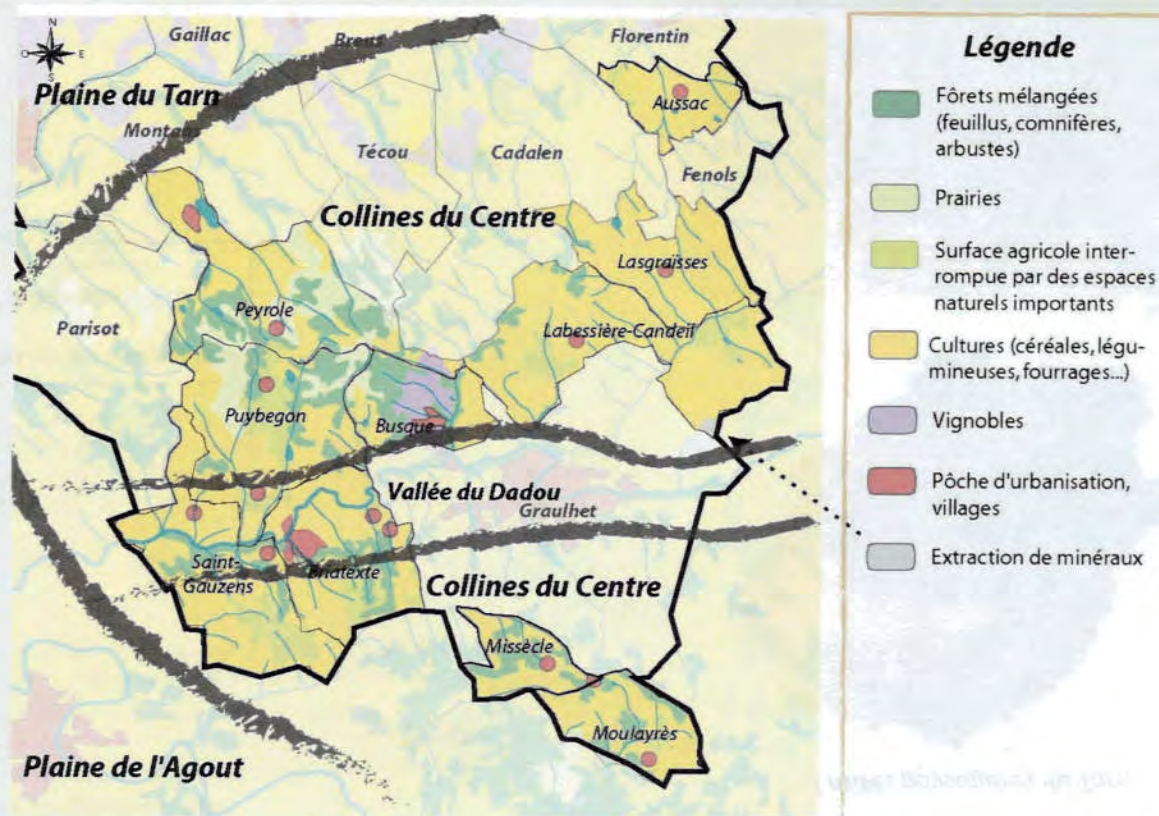 N
O
E
S
Gaillac
Brens
Florentin
Plaine du Tarn
Montans
Técou
Cadalen
Aussac
Fenols
Collines du Centre
Lasgraïsses
Parisot
Peyrole
Labessière-Candeil
Puybegon
Busque
Vallée du Dadou
Graulhet
Saint-
Gauzens
Briatexte
Collines du Centre
Missècle
Moulayrès
Plaine de l'Agout
Légende
Fôrets mélangées
(feuillus, comnifères,
arbustes)
Prairies
Surface agricole inter-
rompue par des espaces
naturels importants
Cultures (céréales, légu-
mineuses, fourrages...)
Vignobles
Pôche d'urbanisation,
villages
Extraction de minéraux